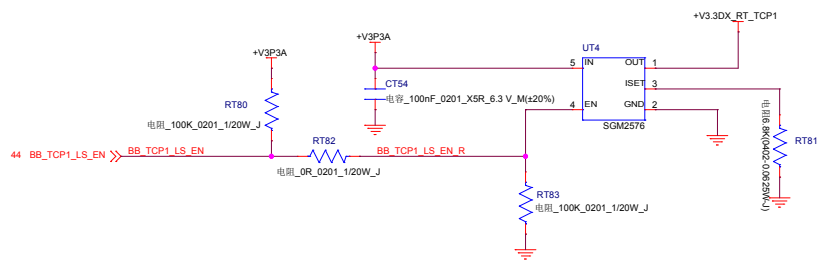 +V3.3DX_RT_TCP1
+V3P3A
+V3P3A
UT4
5 IN OUT 1
ISET 3
4 EN GND 2
SGM2576
CT54
电容_100nF_0201_X5R_6.3 V_M(±20%)
RT80
电阻_100K_0201_1/20W_J
RT81
电阻6.8K(0402-0.0625W-J)
44 BB_TCP1_LS_EN BB_TCP1_LS_EN
RT82
电阻_0R_0201_1/20W_J
BB_TCP1_LS_EN_R
RT83
电阻_100K_0201_1/20W_J